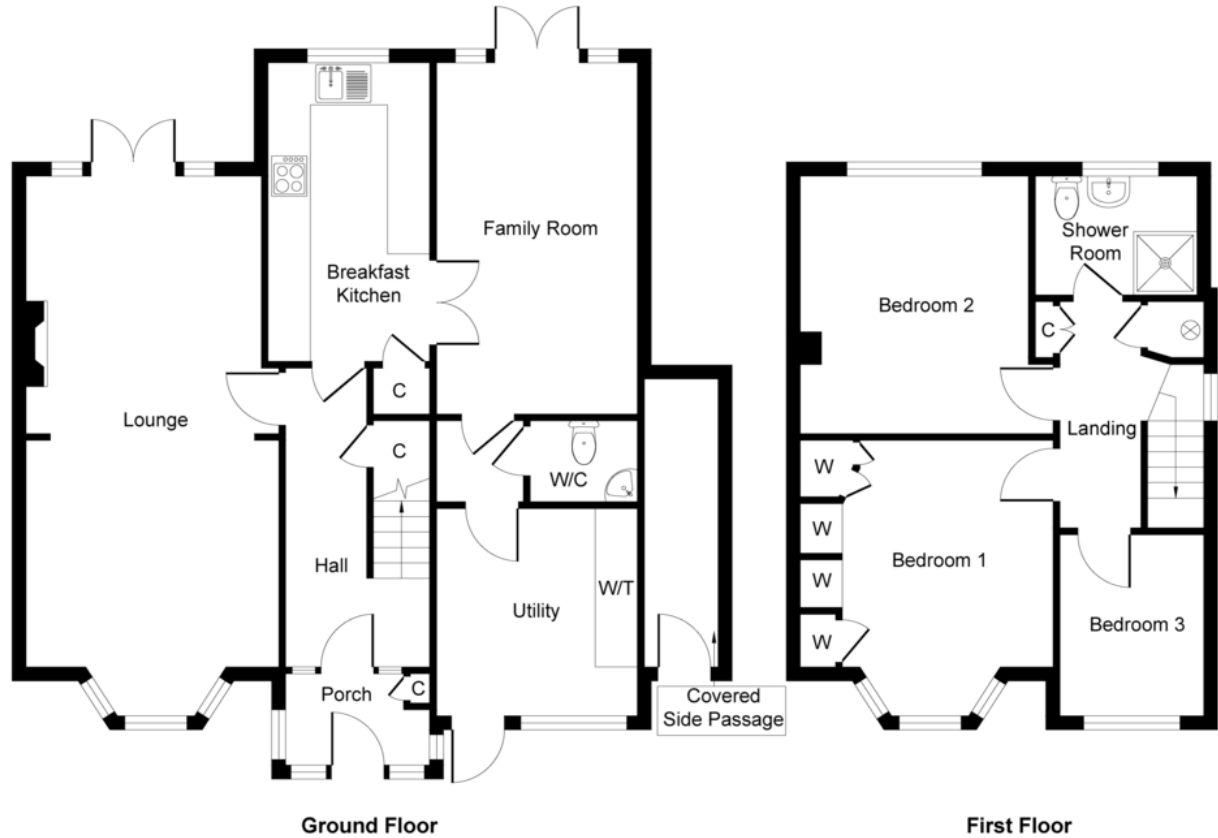 Family Room
Breakfast
Kitchen
C
Lounge
C
W/C
Hall
Utility
W/T
Porch
C
Covered
Side Passage
Ground Floor
Shower
Room
Bedroom 2
C
Landing
W
W
W
W
Bedroom 1
Bedroom 3
First Floor